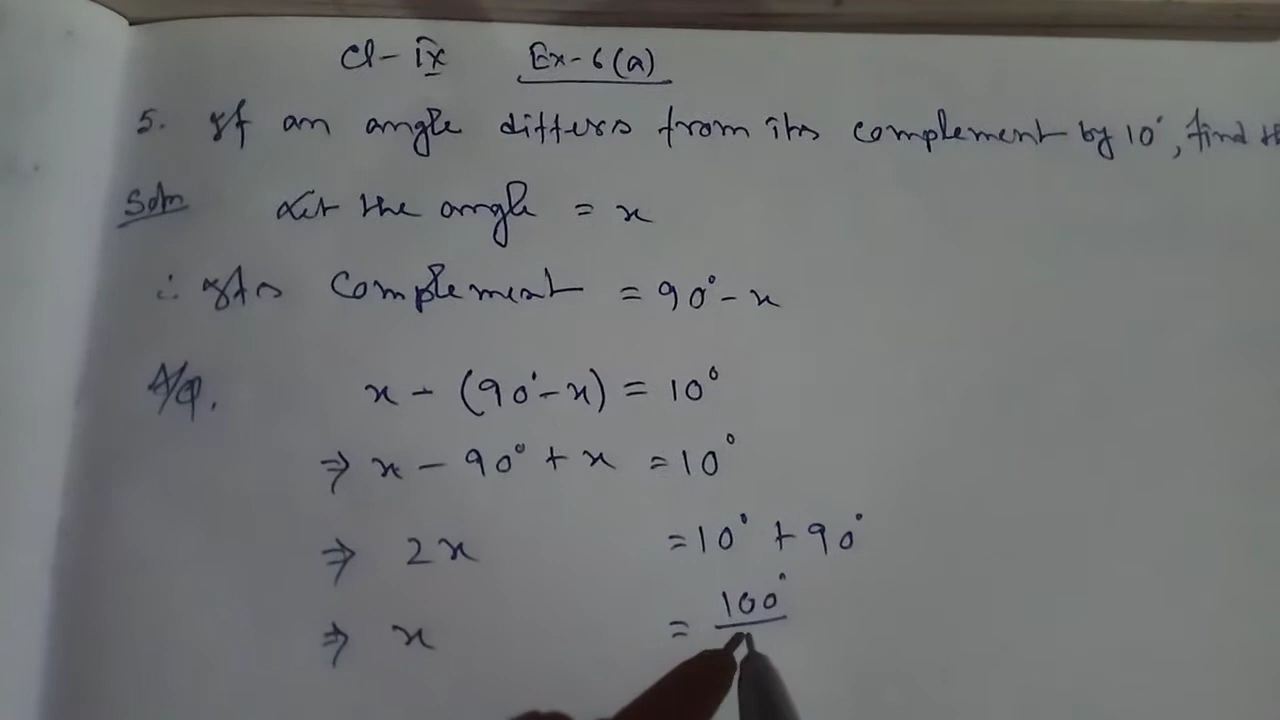 Cl-IX Ex-6(a)
5. If an angle differs from its complement by 10°, find
Soln Let the angle = x
∴ Its complement = 90° - x
A/Q. x - (90° - x) = 10°
⇒ x - 90° + x = 10°
⇒ 2x = 10° + 90°
⇒ x = 100°